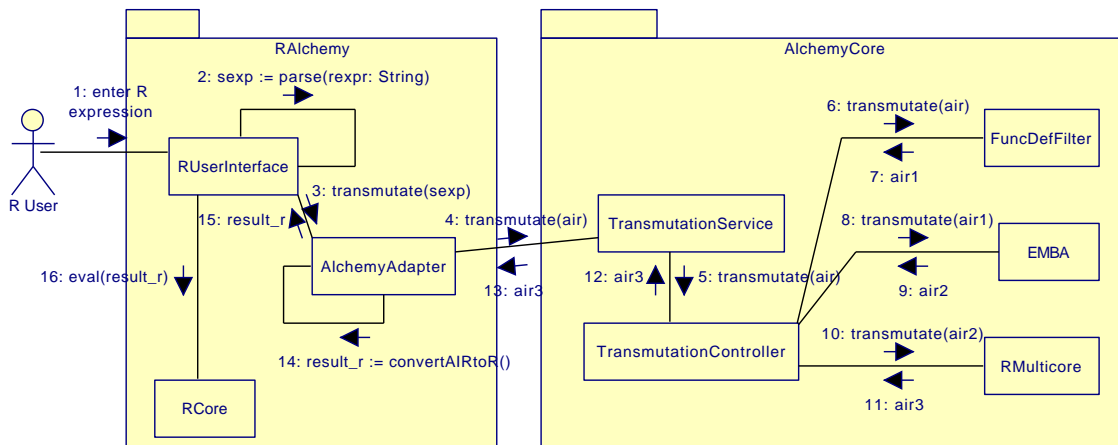 RAlchemy
AlchemyCore
1: enter R
expression
2: sexp := parse(rexpr: String)
R User
RUserInterface
3: transmutate(sexp)
15: result_r
16: eval(result_r)
AlchemyAdapter
14: result_r := convertAIRtoR()
RCore
4: transmutate(air)
13: air3
TransmutationService
12: air3
5: transmutate(air)
TransmutationController
6: transmutate(air)
7: air1
FuncDefFilter
8: transmutate(air1)
9: air2
EMBA
10: transmutate(air2)
11: air3
RMulticore